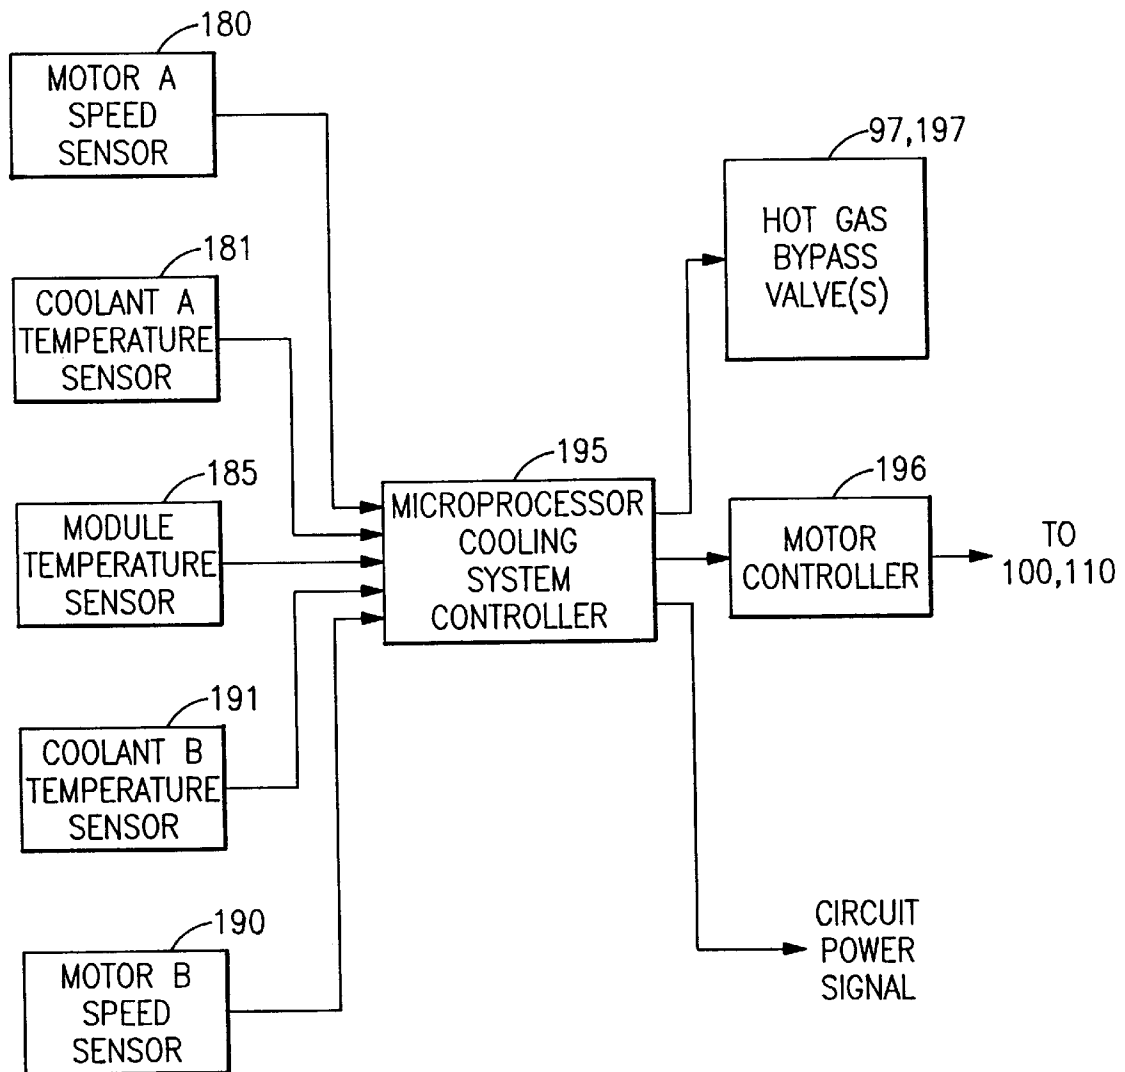 180
MOTOR A
SPEED
SENSOR
97,197
HOT GAS
BYPASS
VALVE(S)
181
COOLANT A
TEMPERATURE
SENSOR
185
MODULE
TEMPERATURE
SENSOR
195
MICROPROCESSOR
COOLING
SYSTEM
CONTROLLER
196
MOTOR
CONTROLLER
TO
100,110
191
COOLANT B
TEMPERATURE
SENSOR
190
MOTOR B
SPEED
SENSOR
CIRCUIT
POWER
SIGNAL